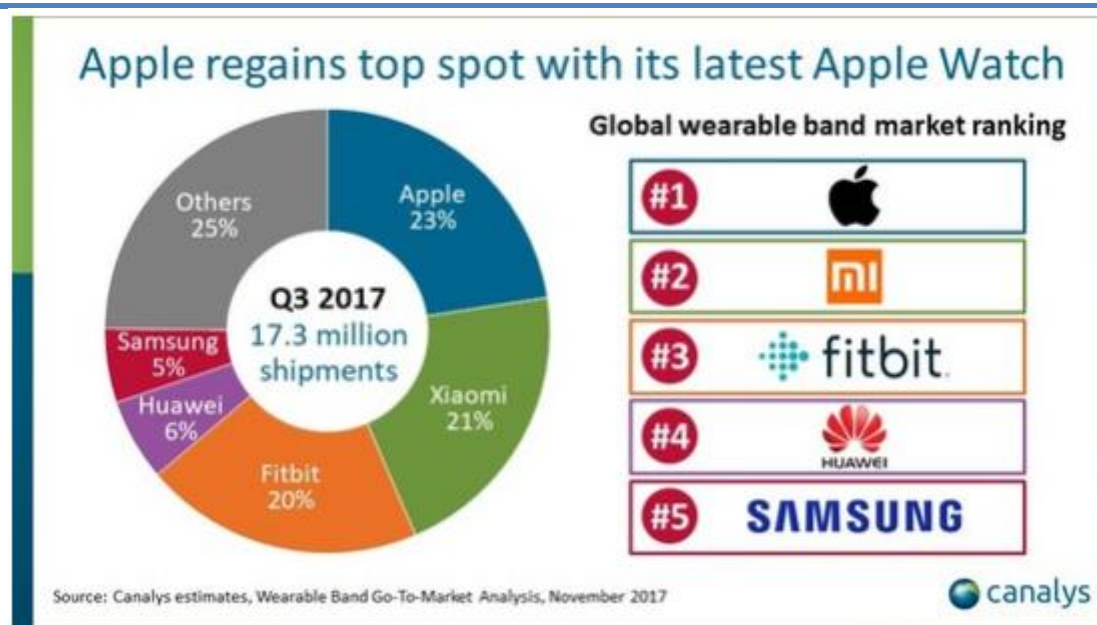 Apple regains top spot with its latest Apple Watch
Global wearable band market ranking
Others
25%
Apple
23%
Q3 2017
17.3 million
shipments
Samsung
5%
Huawei
6%
Xiaomi
21%
Fitbit
20%
#1
#2
mi
#3
fitbit
#4
HUAWEI
#5
SAMSUNG
Source: Canalys estimates, Wearable Band Go-To-Market Analysis, November 2017
canalys